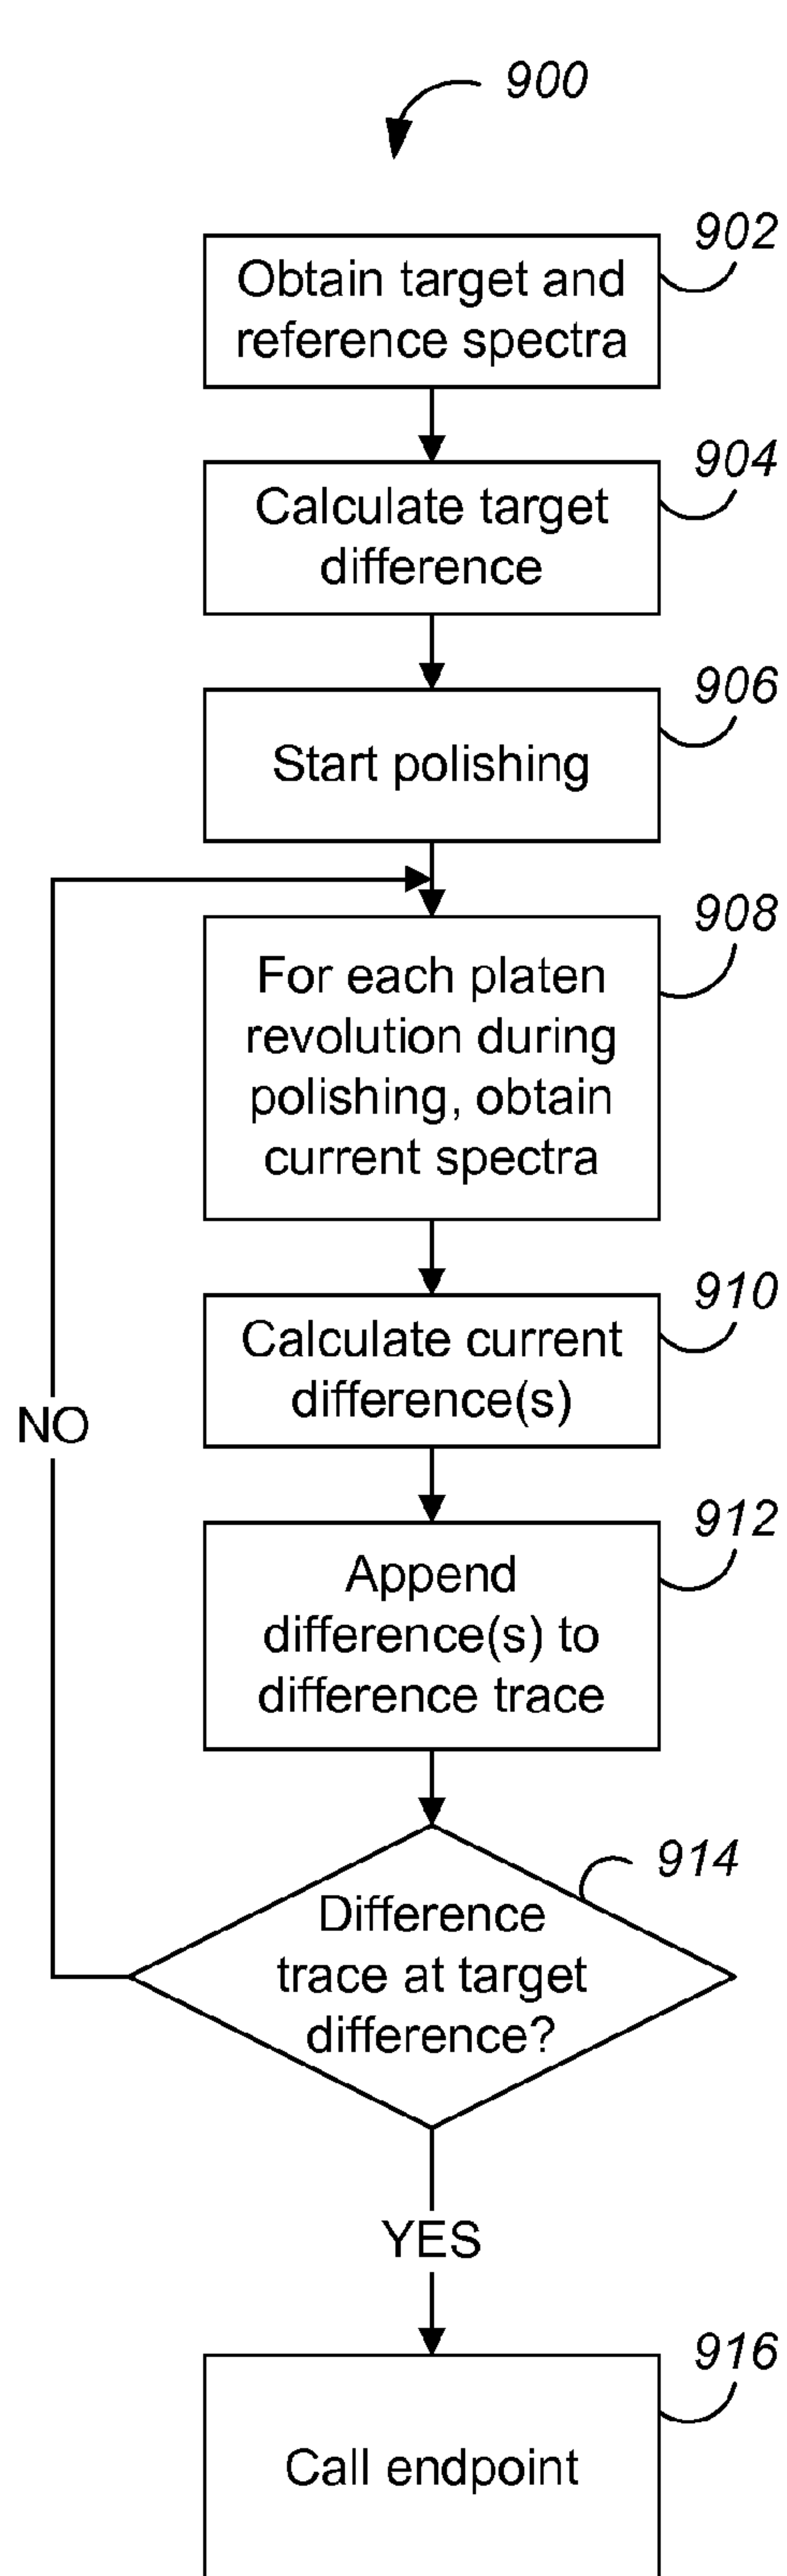 900
902
Obtain target and
reference spectra
904
Calculate target
difference
906
Start polishing
908
For each platen
revolution during
polishing, obtain
current spectra
910
Calculate current
difference(s)
NO
912
Append
difference(s) to
difference trace
914
Difference
trace at target
difference?
YES
916
Call endpoint